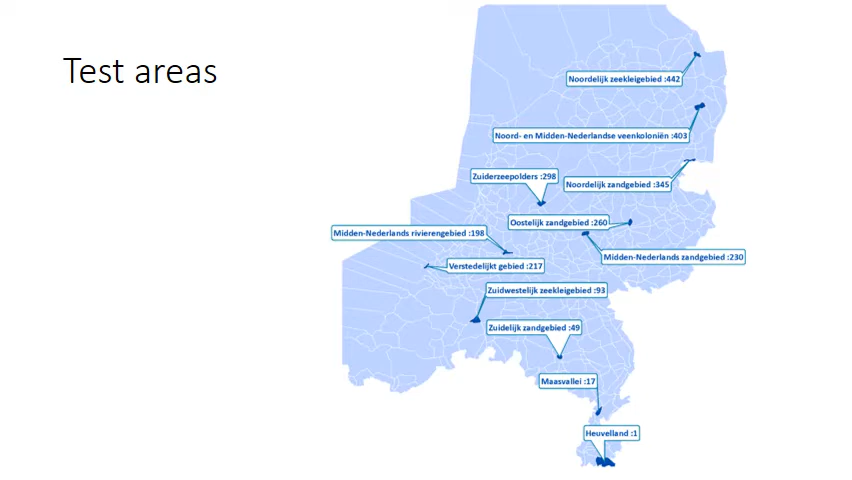 Test areas
Noordelijk zeekleigebied :442
Noord- en Midden-Nederlandse veenkoloniën :403
Zuiderzeepolders :298
Noordelijk zandgebied :345
Oostelijk zandgebied :260
Midden-Nederlands rivierengebied :198
Midden-Nederlands zandgebied :230
Verstedelijkt gebied :217
Zuidwestelijk zeekleigebied :93
Zuidelijk zandgebied :49
Maasvallei :17
Heuvelland :1